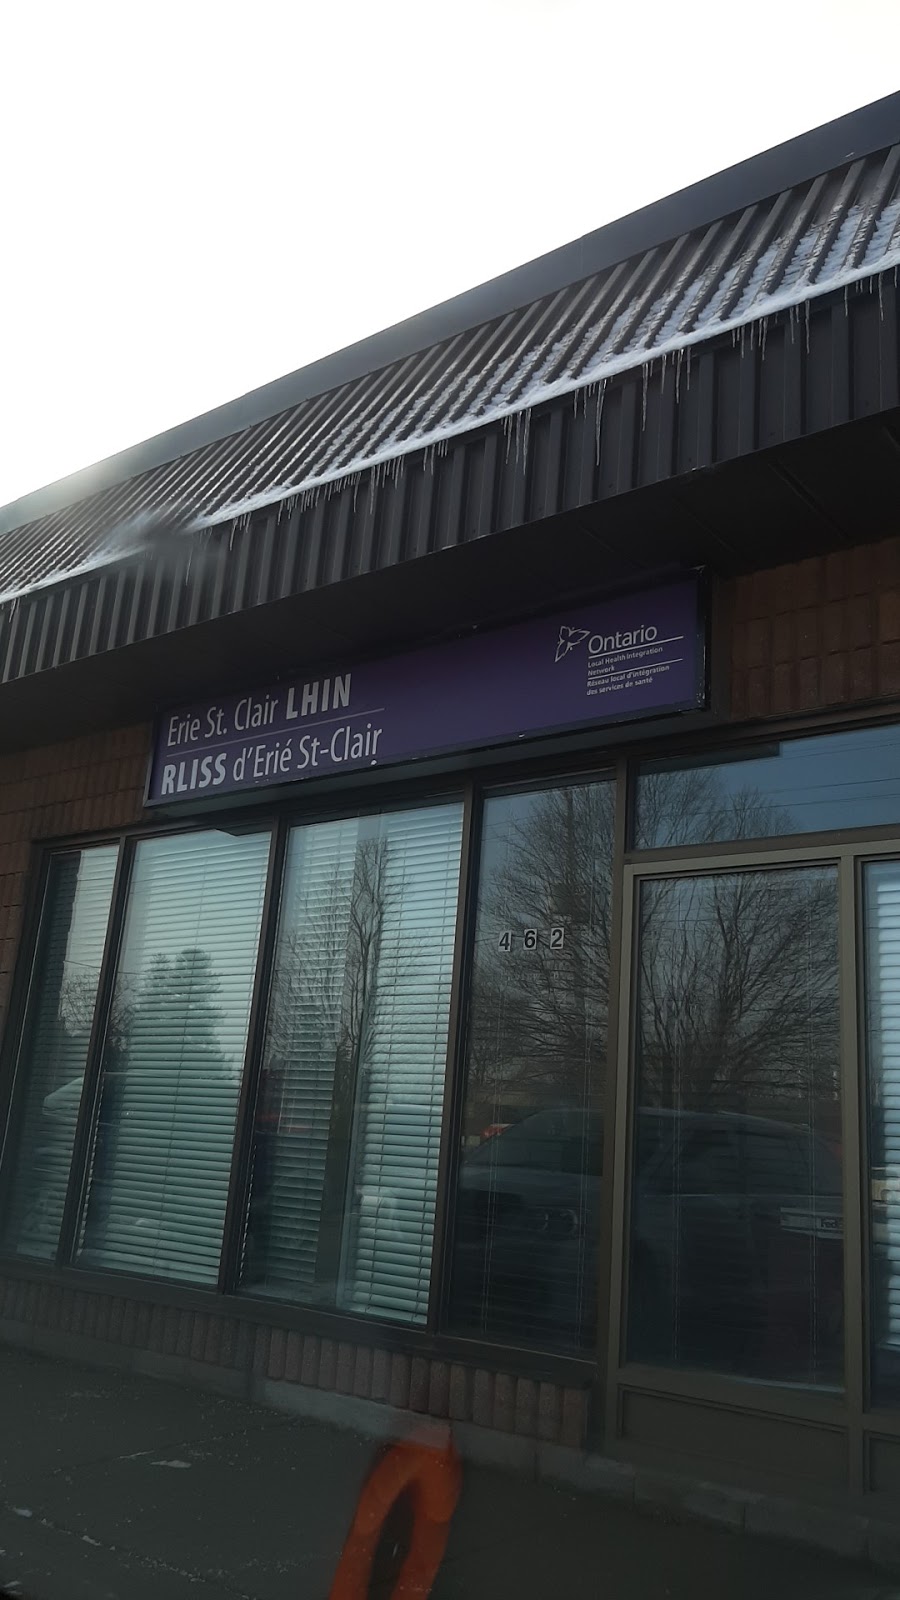 Erie St. Clair LHIN
RLISS d'Erié St-Clair
Ontario
Local Health Integration
Network
Réseau local d'intégration
des services de santé
462
Fed